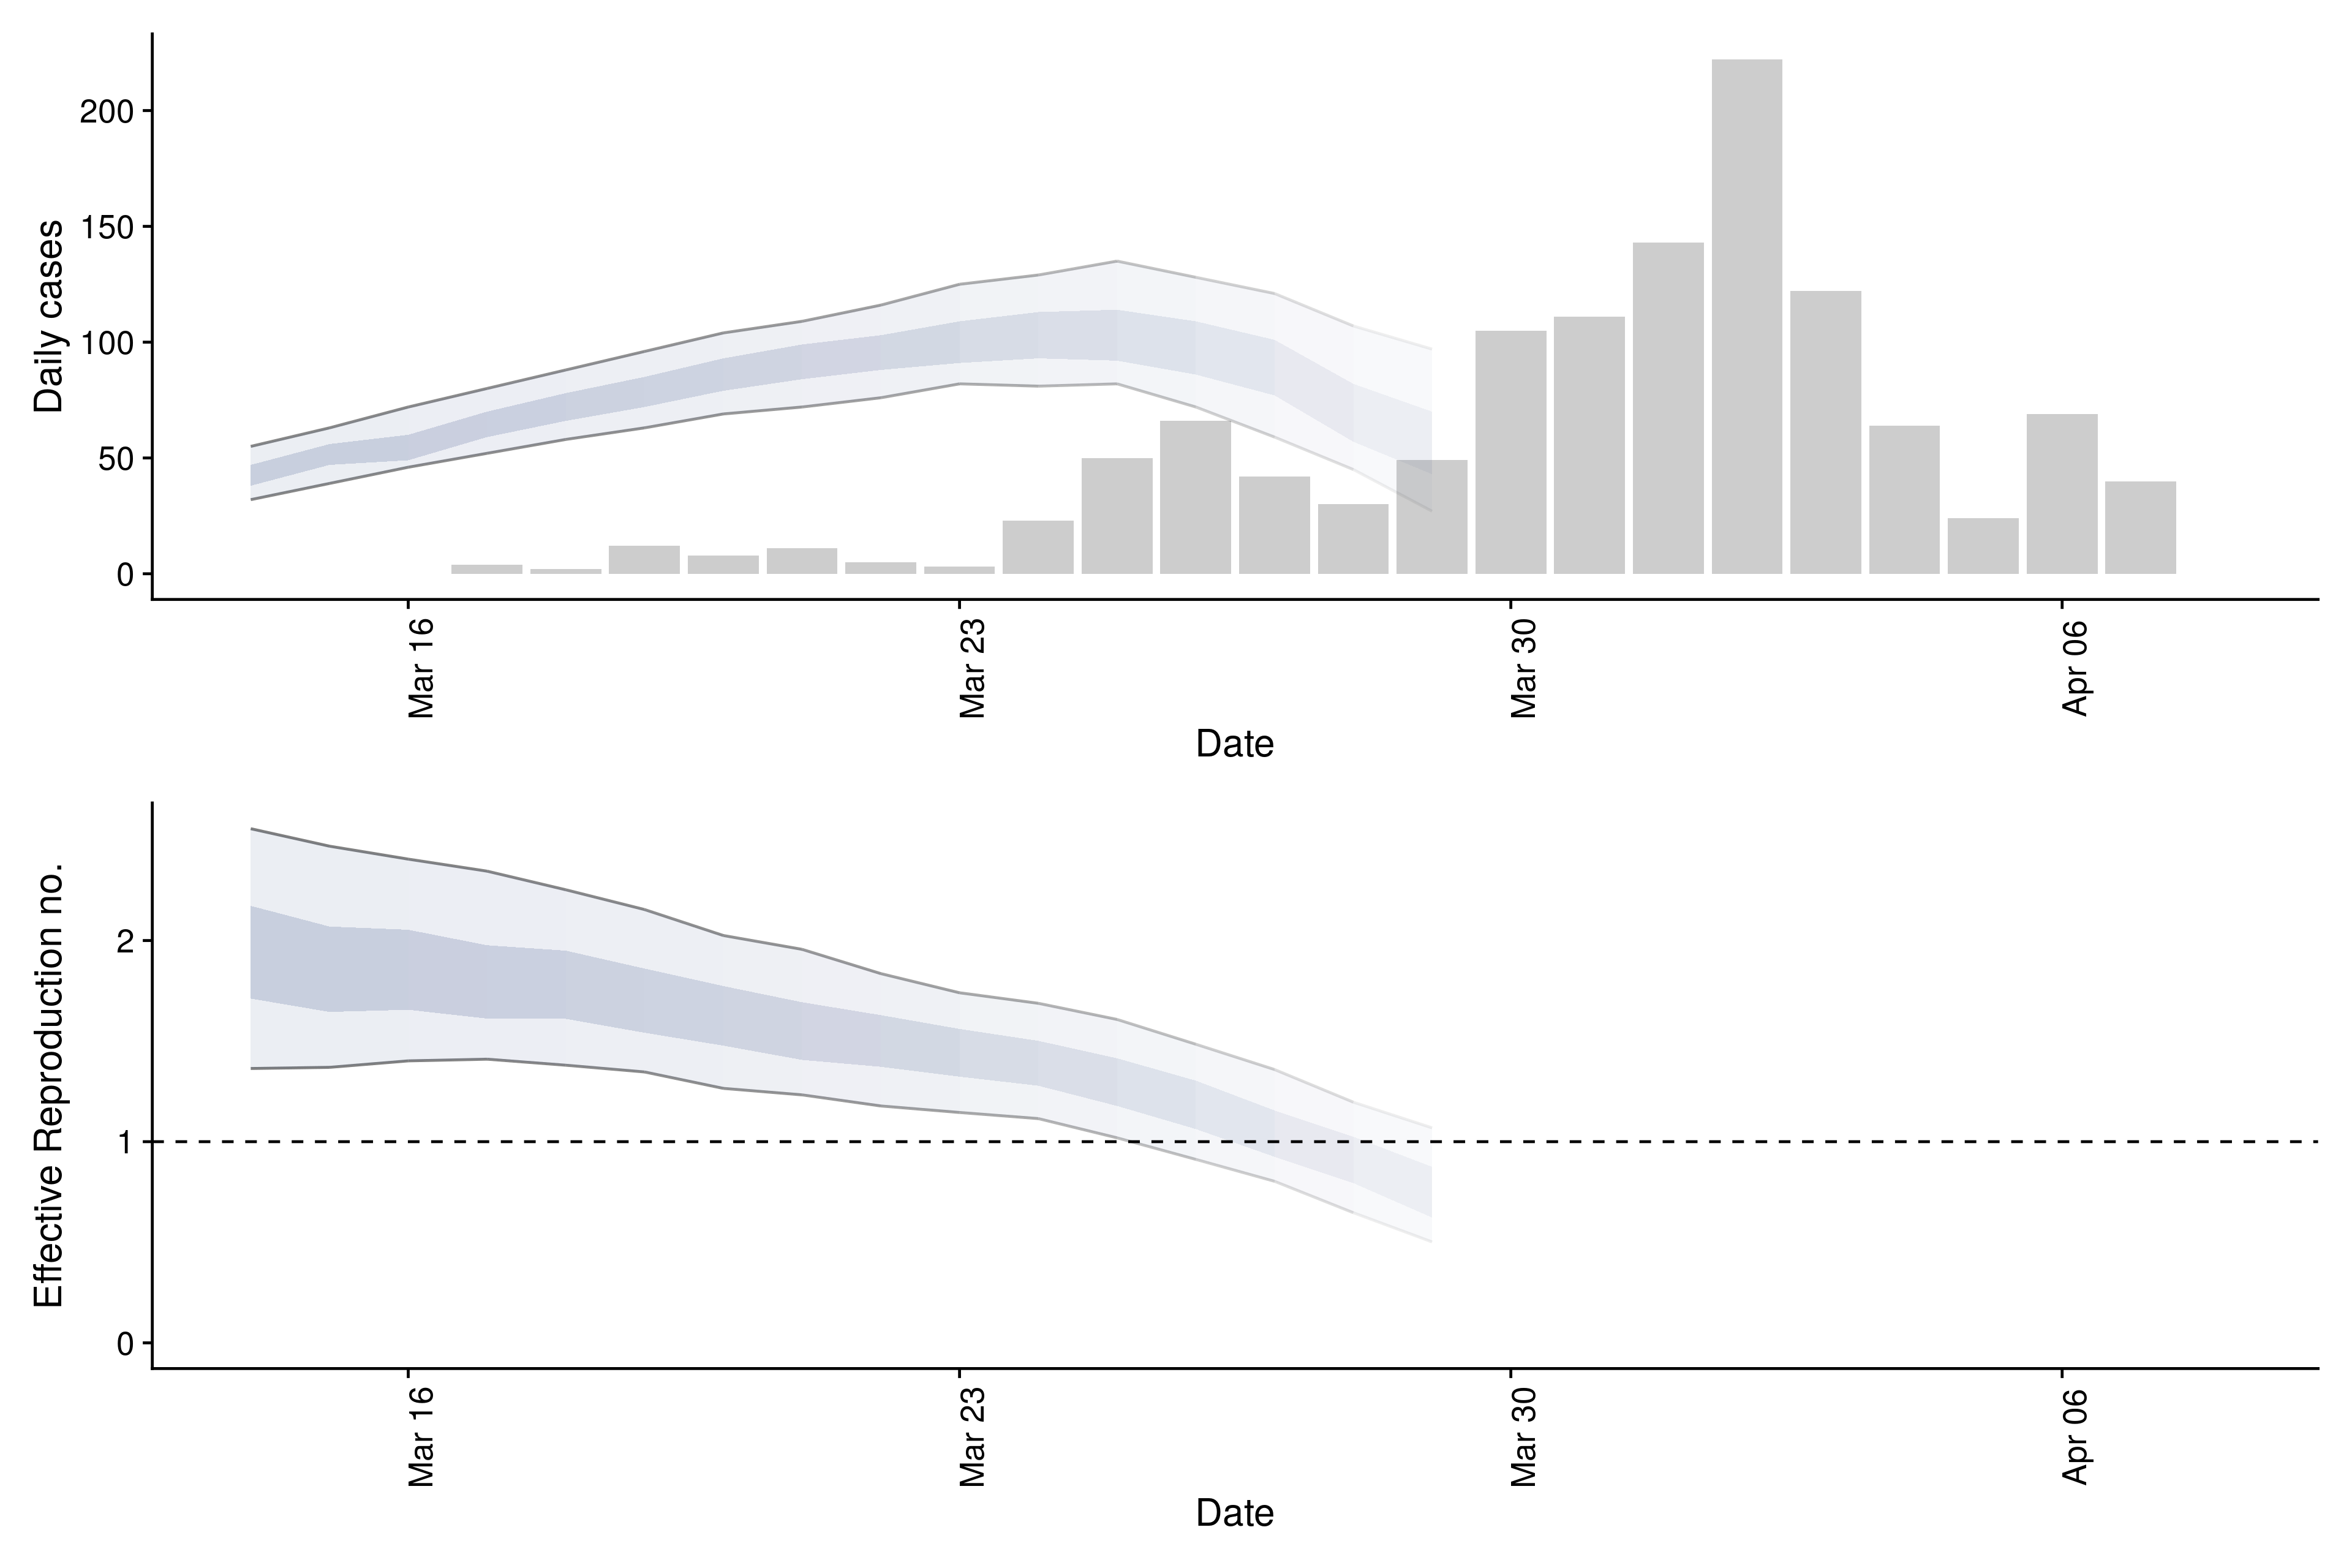 Daily cases
200
150
100
50
0
Mar 16
Mar 23
Mar 30
Apr 06
Date
Effective Reproduction no.
2
1
0
Mar 16
Mar 23
Mar 30
Apr 06
Date